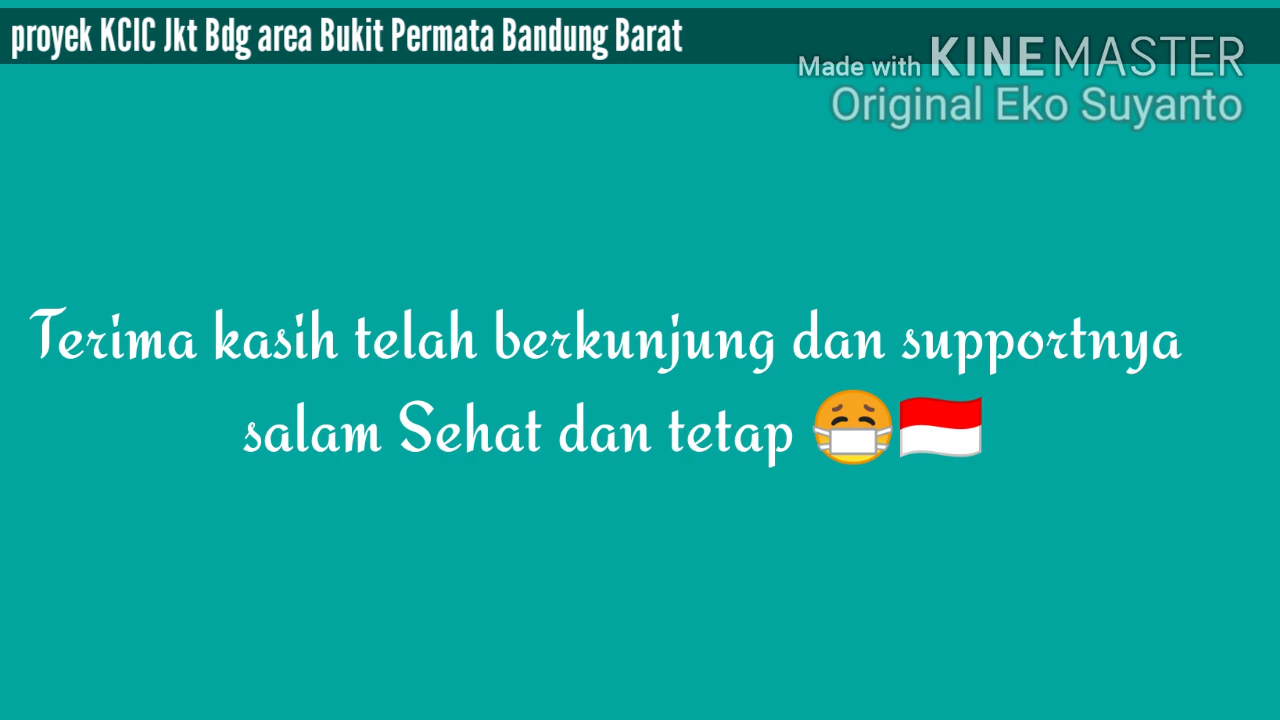 proyek KCIC Jkt Bdg area Bukit Permata Bandung Barat
Made with KINEMASTER
Original Eko Suyanto
Terima kasih telah berkunjung dan supportnya
salam Sehat dan tetap 😷🇮🇩